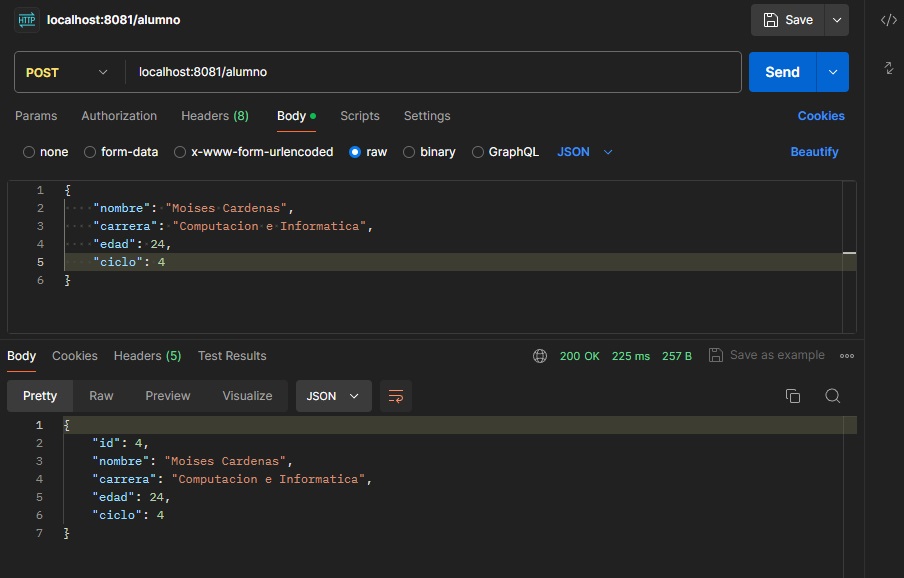 HTTP localhost:8081/alumno Save </>
POST localhost:8081/alumno Send
Params Authorization Headers (8) Body Scripts Settings Cookies
none form-data x-www-form-urlencoded raw binary GraphQL JSON Beautify
1 {
2 "nombre": "Moises Cardenas",
3 "carrera": "Computacion e Informatica",
4 "edad": 24,
5 "ciclo": 4
6 }
Body Cookies Headers (5) Test Results 200 OK 225 ms 257 B Save as example
Pretty Raw Preview Visualize JSON
1 {
2 "id": 4,
3 "nombre": "Moises Cardenas",
4 "carrera": "Computacion e Informatica",
5 "edad": 24,
6 "ciclo": 4
7 }